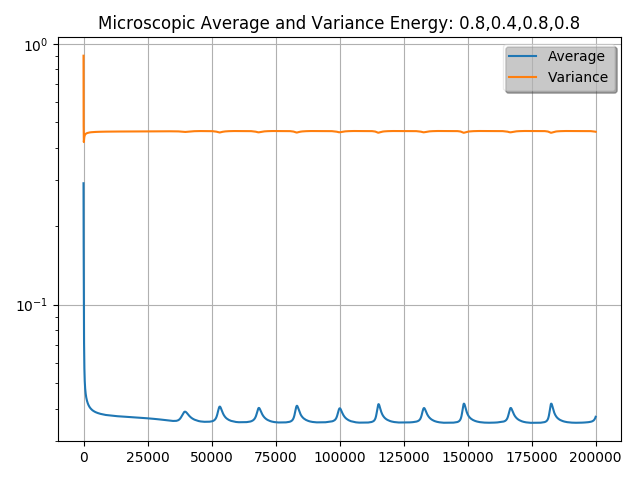 Microscopic Average and Variance Energy: 0.8,0.4,0.8,0.8
10⁰
Average
Variance
10⁻¹
0 25000 50000 75000 100000 125000 150000 175000 200000